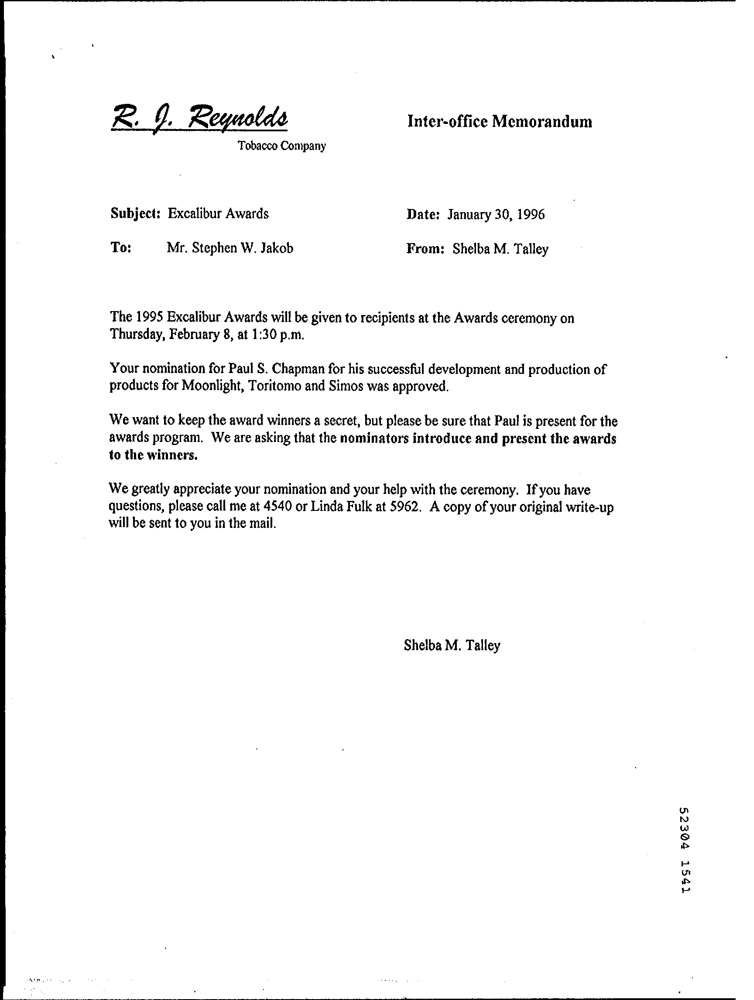 R. J. Reynolds
Tobacco Company
Inter-office Memorandum
Subject: Excalibur Awards
Date: January 30, 1996
To: Mr. Stephen W. Jakob
From: Shelba M. Talley
The 1995 Excalibur Awards will be given to recipients at the Awards ceremony on
Thursday, February 8, at 1:30 p.m.
Your nomination for Paul S. Chapman for his successful development and production of
products for Moonlight, Toritomo and Simos was approved.
We want to keep the award winners a secret, but please be sure that Paul is present for the
awards program. We are asking that the nominators introduce and present the awards
to the winners.
We greatly appreciate your nomination and your help with the ceremony. If you have
questions, please call me at 4540 or Linda Fulk at 5962. A copy of your original write-up
will be sent to you in the mail.
Shelba M. Talley
52304 1541